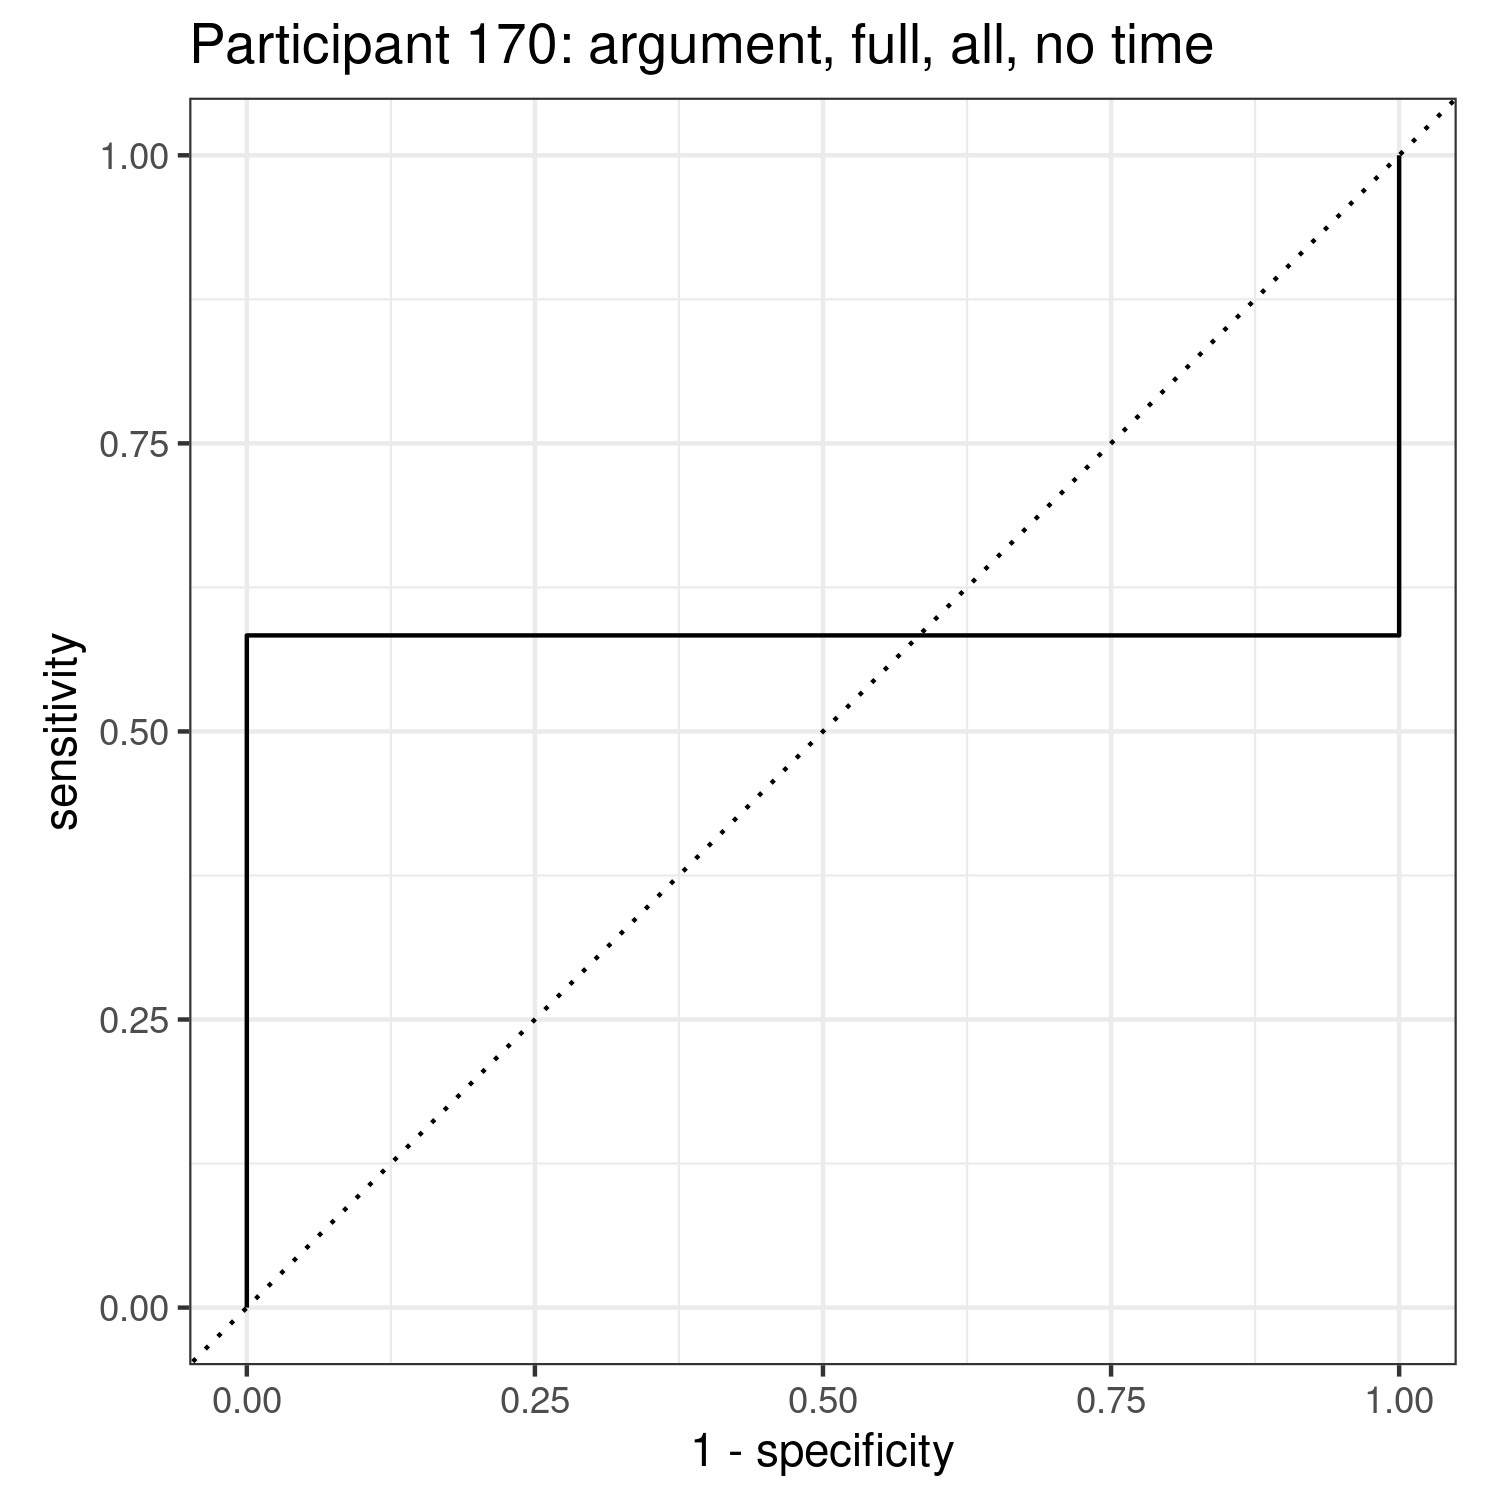 Participant 170: argument, full, all, no time
1.00
0.75
0.50
0.25
0.00
sensitivity
0.00 0.25 0.50 0.75 1.00
1 - specificity